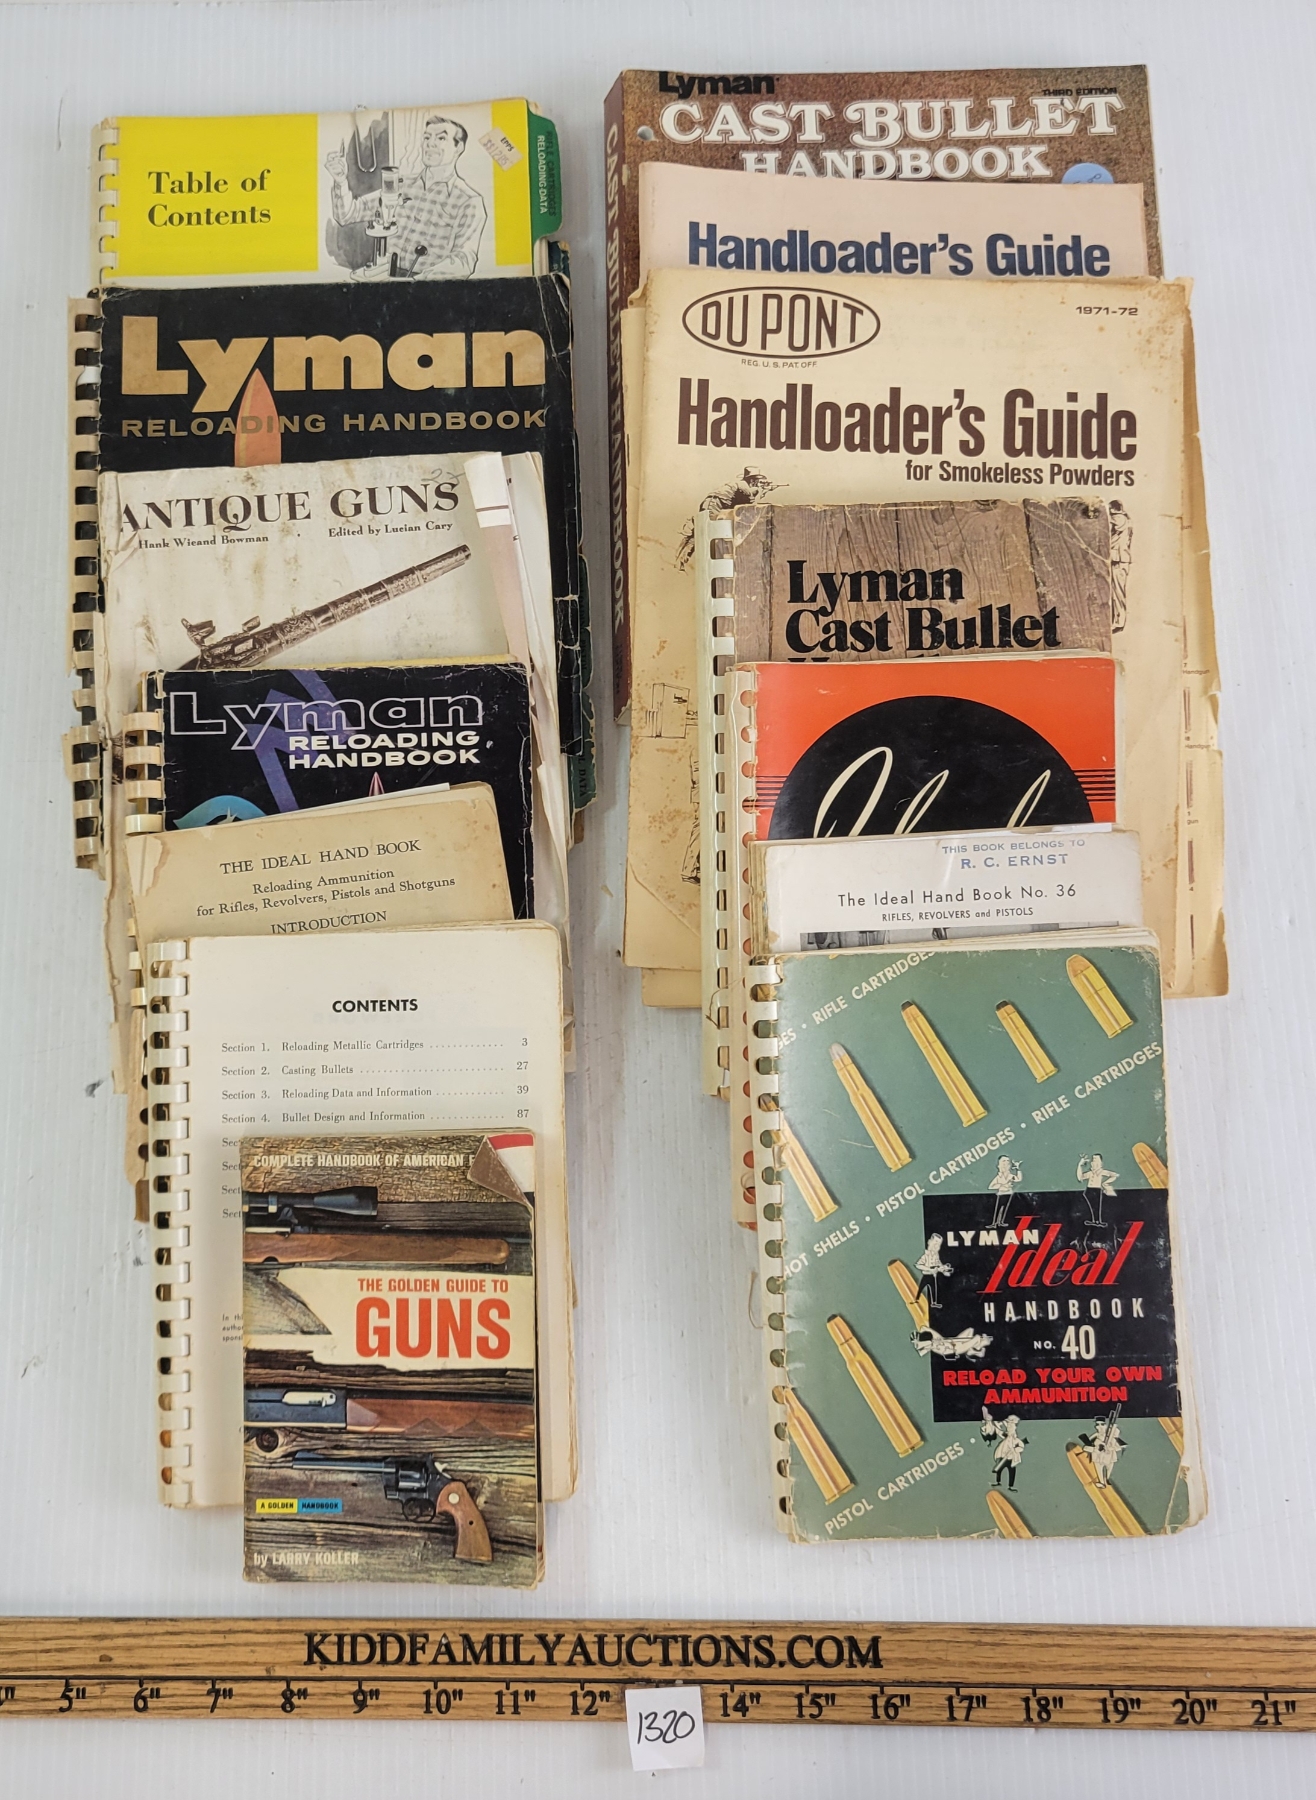 Table of
Contents
EPPS
RELOADING DATA
Lyman
RELOADING HANDBOOK
ANTIQUE GUNS
Hank Wieand Bowman
Edited by Lucian Cary
Lyman
RELOADING
HANDBOOK
DATA
THE IDEAL HAND BOOK
Reloading Ammunition
for Rifles, Revolvers, Pistols and Shotguns
INTRODUCTION
CONTENTS
Section 1. Reloading Metallic Cartridges 3
Section 2. Casting Bullets 27
Section 3. Reloading Data and Information 39
Section 4. Bullet Design and Information 87
COMPLETE HANDBOOK OF AMERICAN
THE GOLDEN GUIDE TO
GUNS
A GOLDEN HANDBOOK
by LARRY KOLLER
Lyman
THIRD EDITION
CAST BULLET
HANDBOOK
CAST BULLET HANDBOOK
Handloader's Guide
DU PONT
REG. U.S. PAT. OFF.
1971-72
Handloader's Guide
for Smokeless Powders
Lyman
Cast Bullet
THIS BOOK BELONGS TO
R. C. ERNST
The Ideal Hand Book No. 36
RIFLES, REVOLVERS and PISTOLS
• RIFLE CARTRIDGES
• PISTOL CARTRIDGES • RIFLE CARTRIDGES
SHELLS
LYMAN
Ideal
HANDBOOK
NO. 40
RELOAD YOUR OWN
AMMUNITION
PISTOL CARTRIDGES •
KIDDFAMILYAUCTIONS.COM
5" 6" 7" 8" 9" 10" 11" 12" 14" 15" 16" 17" 18" 19" 20" 21"
1320